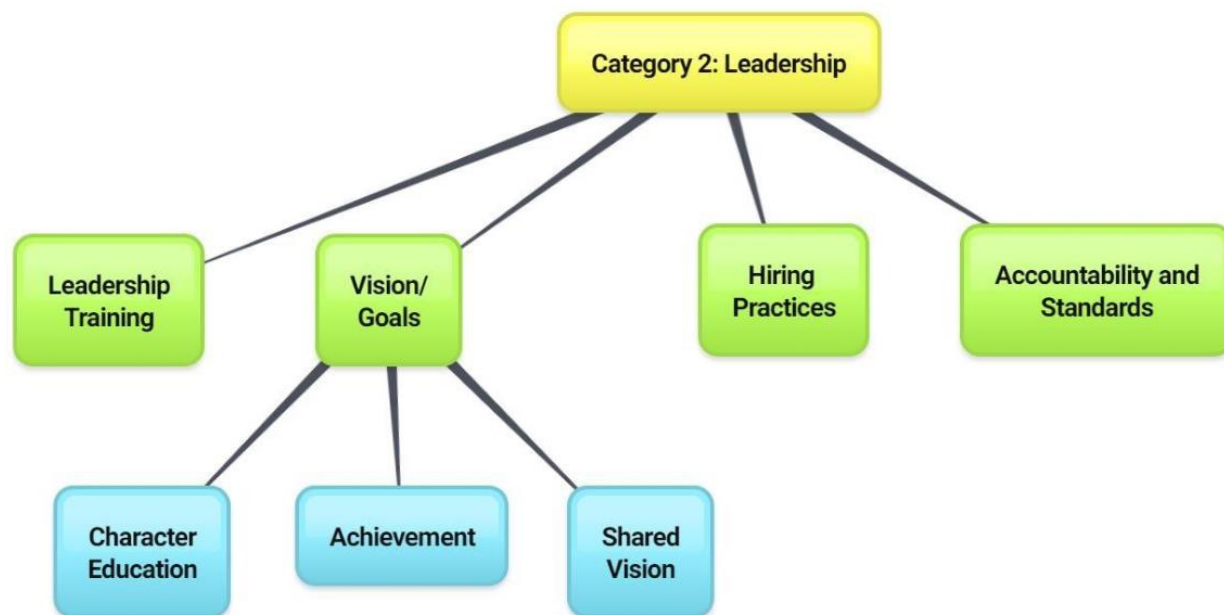 Category 2: Leadership
Leadership
Training
Vision/
Goals
Hiring
Practices
Accountability and
Standards
Character
Education
Achievement
Shared
Vision